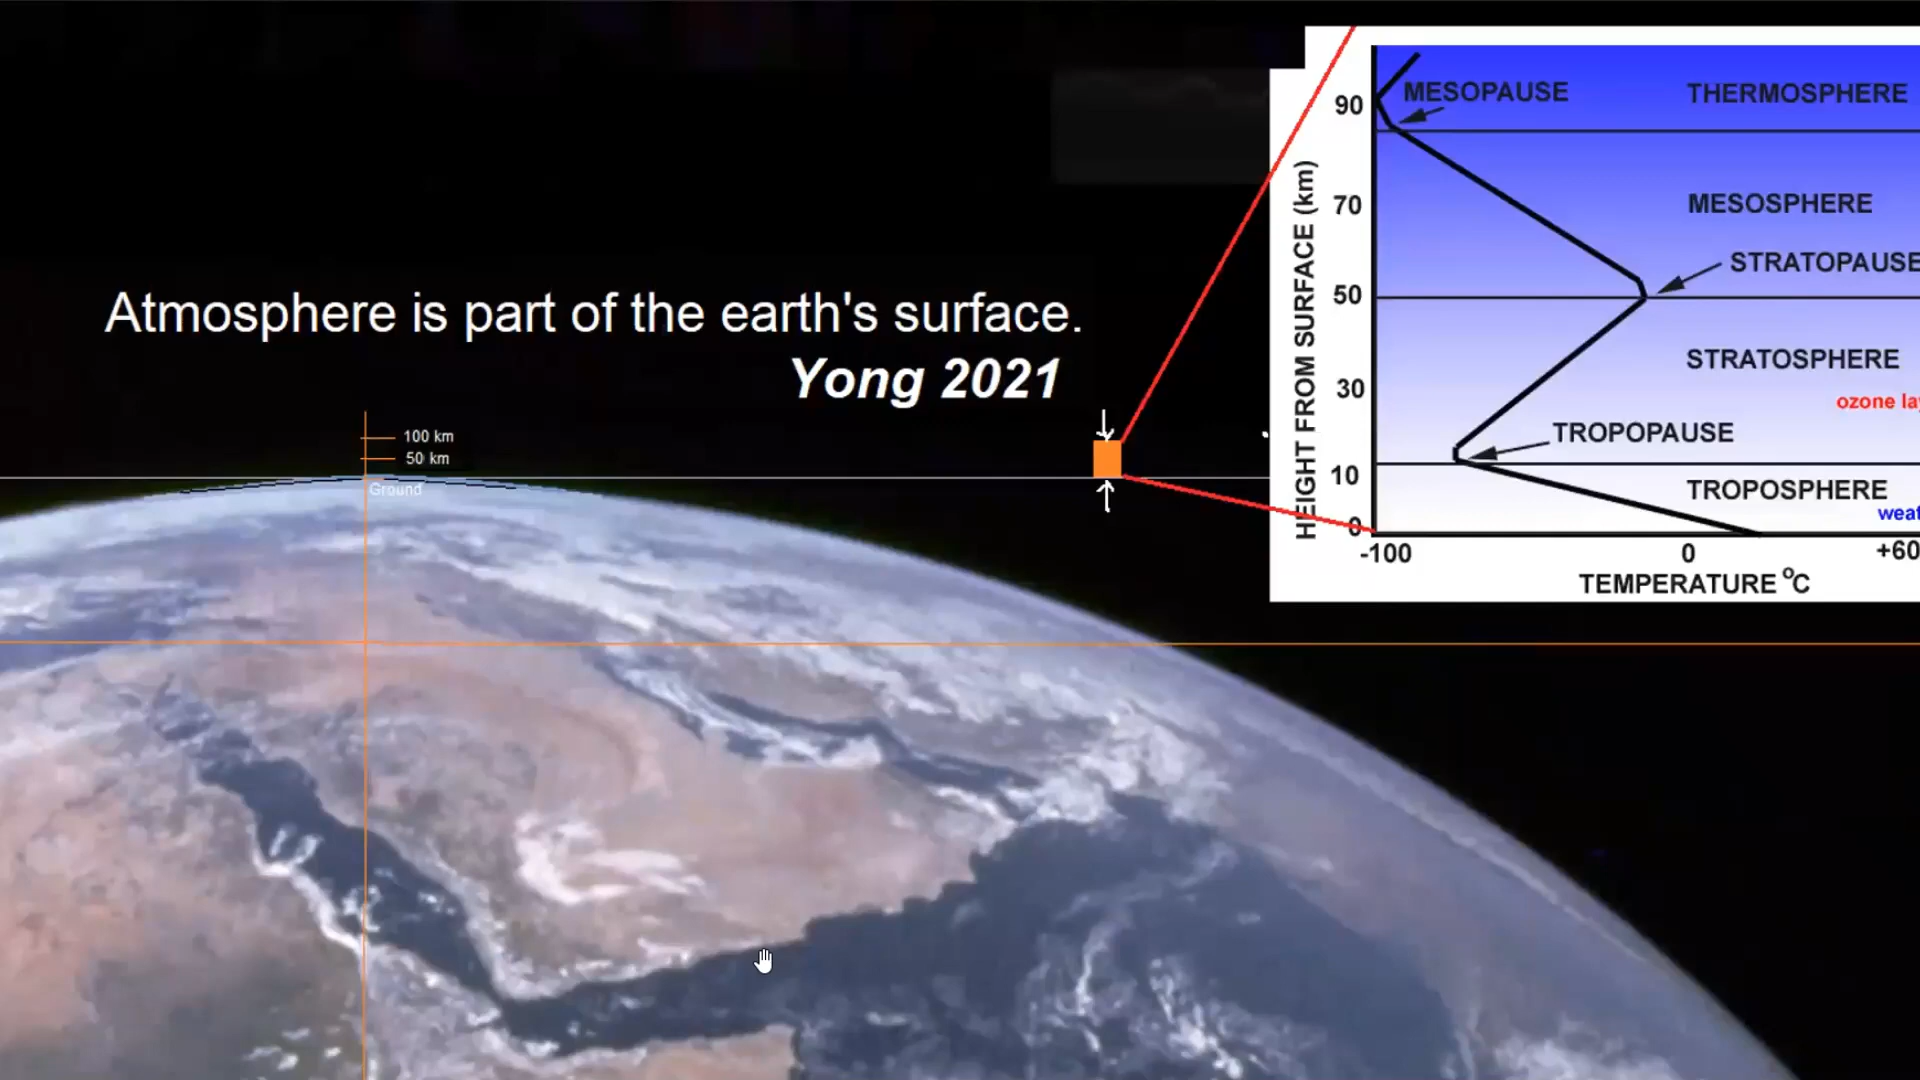 Atmosphere is part of the earth's surface.
Yong 2021
100 km
50 km
Ground
HEIGHT FROM SURFACE (km)
90
70
50
30
10
0
MESOPAUSE
THERMOSPHERE
MESOSPHERE
STRATOPAUSE
STRATOSPHERE
ozone lay
TROPOPAUSE
TROPOSPHERE
weat
-100
0
+60
TEMPERATURE °C